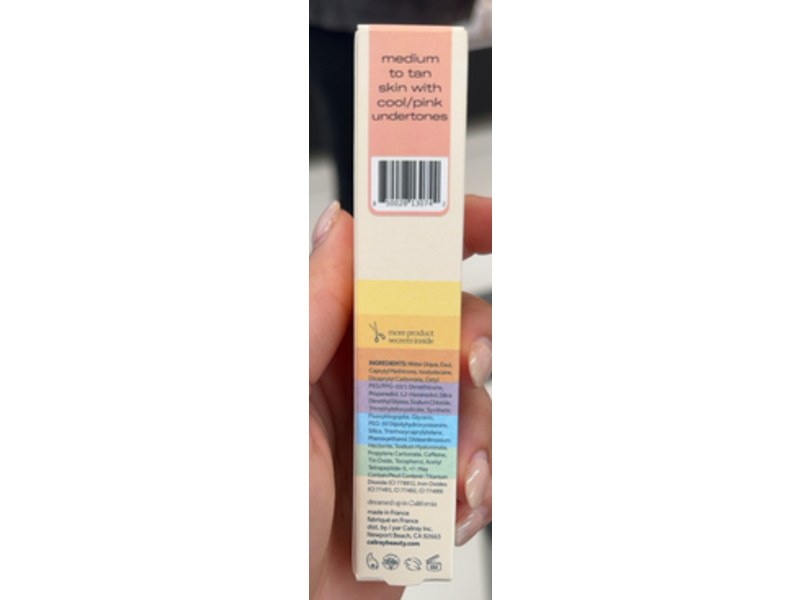 medium
to tan
skin with
cool/pink
undertones
8 50028 13074 2
more product
secrets inside
INGREDIENTS: Water (Aqua, Eau),
Caprylyl Methicone, Isododecane,
Dicaprylyl Carbonate, Cetyl
PEG/PPG-10/1 Dimethicone,
Propanediol, 1,2-Hexanediol, Silica
Dimethyl Silylate, Sodium Chloride,
Trimethylsiloxysilicate, Synthetic
Fluorphlogopite, Glycerin,
PEG-30 Dipolyhydroxystearate,
Silica, Triethoxycaprylylsilane,
Phenoxyethanol, Disteardimonium
Hectorite, Sodium Hyaluronate,
Propylene Carbonate, Caffeine,
Tin Oxide, Tocopherol, Acetyl
Tetrapeptide-5, +/- May
Contain/Peut Contenir: Titanium
Dioxide (CI 77891), Iron Oxides
(CI 77491, CI 77492, CI 77499)
dreamed up in California
made in France
fabriqué en France
dist. by / par Caliray Inc.
Newport Beach, CA 92663
caliraybeauty.com